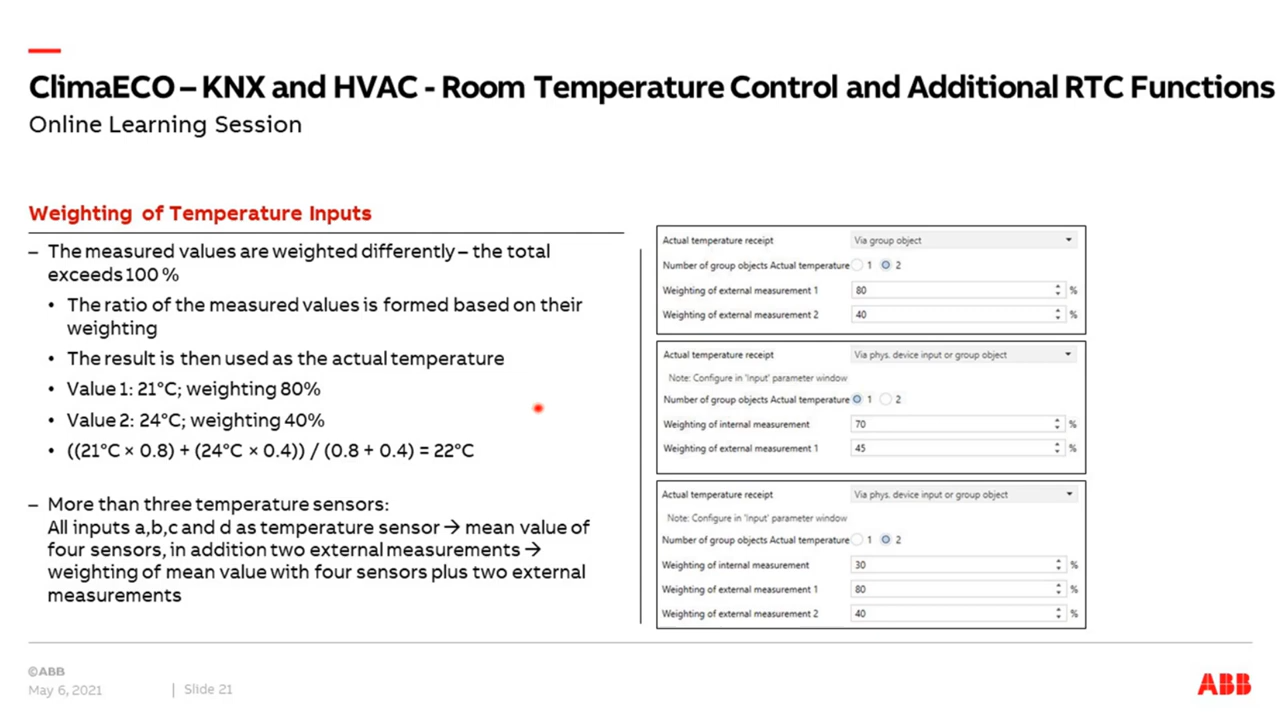 ClimaECO – KNX and HVAC - Room Temperature Control and Additional RTC Functions
Online Learning Session
Weighting of Temperature Inputs
– The measured values are weighted differently – the total
exceeds 100 %
• The ratio of the measured values is formed based on their
weighting
• The result is then used as the actual temperature
• Value 1: 21°C; weighting 80%
• Value 2: 24°C; weighting 40%
• ((21°C × 0.8) + (24°C × 0.4)) / (0.8 + 0.4) = 22°C
– More than three temperature sensors:
All inputs a,b,c and d as temperature sensor → mean value of
four sensors, in addition two external measurements →
weighting of mean value with four sensors plus two external
measurements
Actual temperature receipt Via group object
Number of group objects Actual temperature 1 2
Weighting of external measurement 1 80 %
Weighting of external measurement 2 40 %
Actual temperature receipt Via phys. device input or group object
Note: Configure in 'Input' parameter window
Number of group objects Actual temperature 1 2
Weighting of internal measurement 70 %
Weighting of external measurement 1 45 %
Actual temperature receipt Via phys. device input or group object
Note: Configure in 'Input' parameter window
Number of group objects Actual temperature 1 2
Weighting of internal measurement 30 %
Weighting of external measurement 1 80 %
Weighting of external measurement 2 40 %
©ABB
May 6, 2021 | Slide 21
ABB